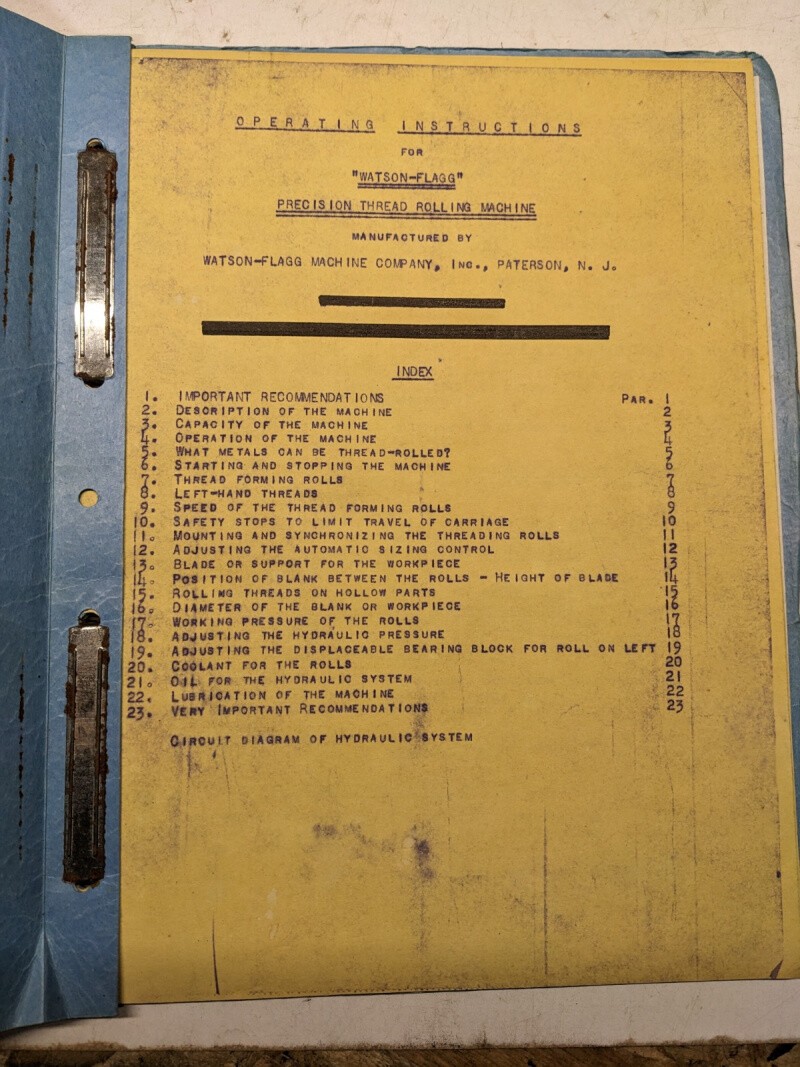 OPERATING INSTRUCTIONS
FOR
"WATSON-FLAGG"
PRECISION THREAD ROLLING MACHINE
MANUFACTURED BY
WATSON-FLAGG MACHINE COMPANY, INC., PATERSON, N. J.
INDEX
1. IMPORTANT RECOMMENDATIONS PAR. 1
2. DESCRIPTION OF THE MACHINE 2
3. CAPACITY OF THE MACHINE 3
4. OPERATION OF THE MACHINE 4
5. WHAT METALS CAN BE THREAD-ROLLED? 5
6. STARTING AND STOPPING THE MACHINE 6
7. THREAD FORMING ROLLS 7
8. LEFT-HAND THREADS 8
9. SPEED OF THE THREAD FORMING ROLLS 9
10. SAFETY STOPS TO LIMIT TRAVEL OF CARRIAGE 10
11. MOUNTING AND SYNCHRONIZING THE THREADING ROLLS 11
12. ADJUSTING THE AUTOMATIC SIZING CONTROL 12
13. BLADE OR SUPPORT FOR THE WORKPIECE 13
14. POSITION OF BLANK BETWEEN THE ROLLS - HEIGHT OF BLADE 14
15. ROLLING THREADS ON HOLLOW PARTS 15
16. DIAMETER OF THE BLANK OR WORKPIECE 16
17. WORKING PRESSURE OF THE ROLLS 17
18. ADJUSTING THE HYDRAULIC PRESSURE 18
19. ADJUSTING THE DISPLACEABLE BEARING BLOCK FOR ROLL ON LEFT 19
20. COOLANT FOR THE ROLLS 20
21. OIL FOR THE HYDRAULIC SYSTEM 21
22. LUBRICATION OF THE MACHINE 22
23. VERY IMPORTANT RECOMMENDATIONS 23
CIRCUIT DIAGRAM OF HYDRAULIC SYSTEM